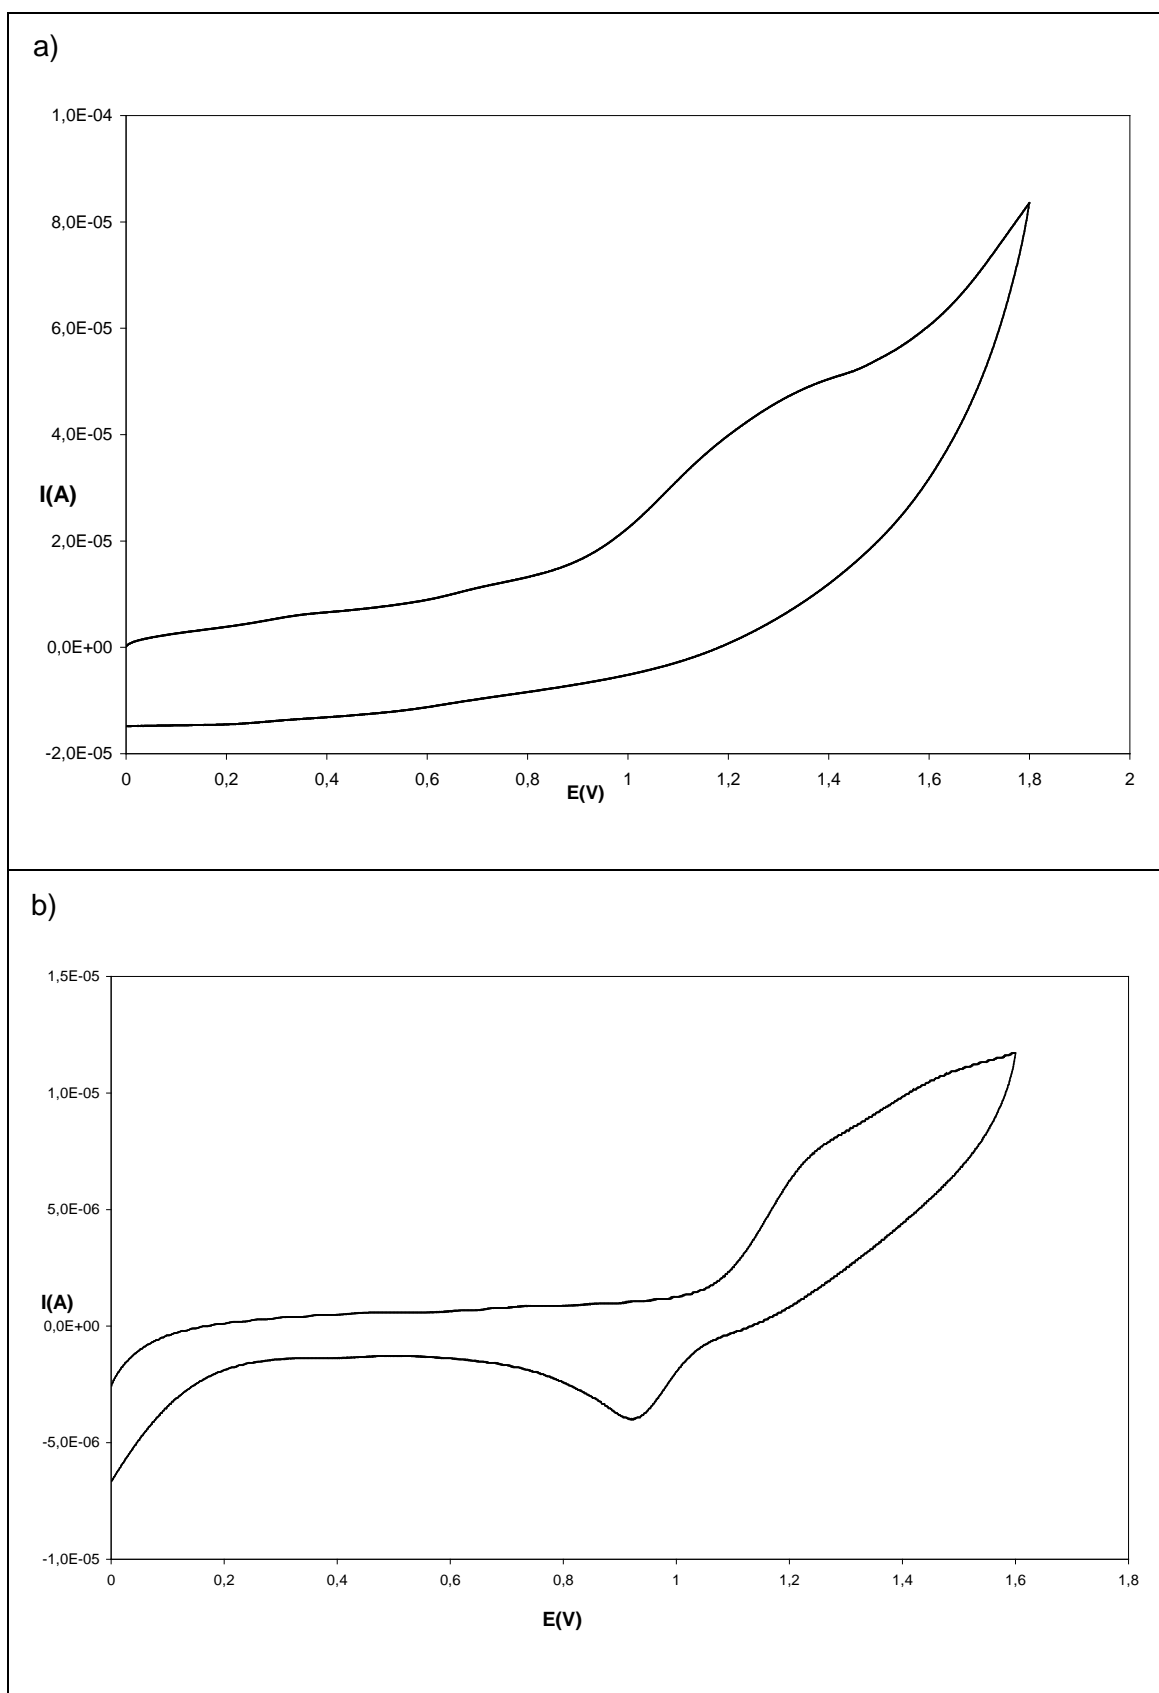 a)
1,0E-04
8,0E-05
6,0E-05
4,0E-05
I(A)
2,0E-05
0,0E+00
-2,0E-05
0 0,2 0,4 0,6 0,8 1 1,2 1,4 1,6 1,8 2
E(V)
b)
1,5E-05
1,0E-05
5,0E-06
I(A)
0,0E+00
-5,0E-06
-1,0E-05
0 0,2 0,4 0,6 0,8 1 1,2 1,4 1,6 1,8
E(V)